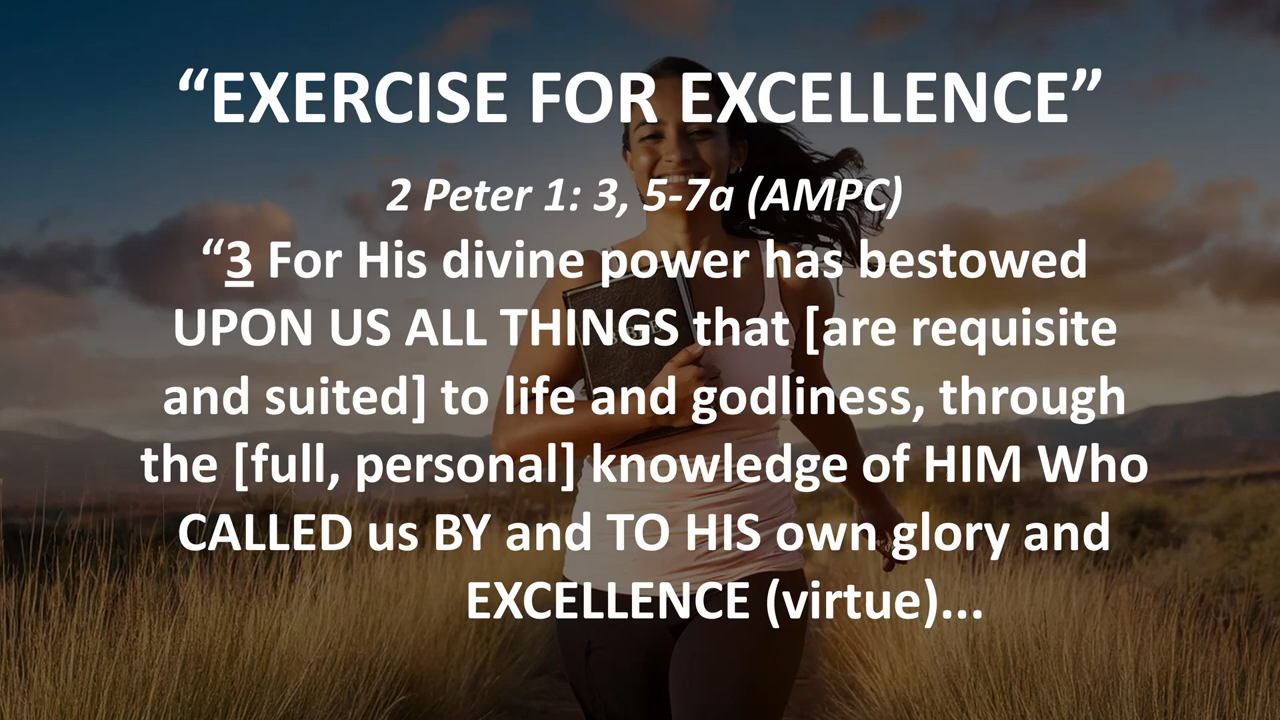 “EXERCISE FOR EXCELLENCE”
2 Peter 1: 3, 5-7a (AMPC)
“3 For His divine power has bestowed
UPON US ALL THINGS that [are requisite
and suited] to life and godliness, through
the [full, personal] knowledge of HIM Who
CALLED us BY and TO HIS own glory and
EXCELLENCE (virtue)...